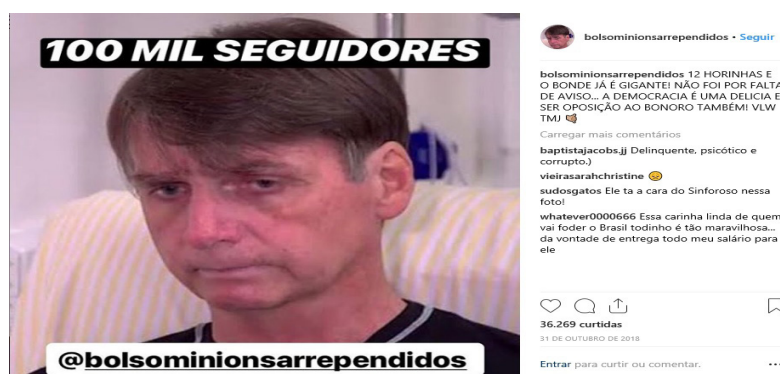 100 MIL SEGUIDORES
@bolsominionsarrependidos
bolsominionsarrependidos • Seguir
bolsominionsarrependidos 12 HORINHAS E
O BONDE JÁ É GIGANTE! NÃO FOI POR FALTA
DE AVISO... A DEMOCRACIA É UMA DELICIA E
SER OPOSIÇÃO AO BONORO TAMBÉM! VLW
TMJ
Carregar mais comentários
baptistajacobs.jj Delinquente, psicótico e
corrupto.)
vieirasarahchristine 😣
sudosgatos Ele ta a cara do Sinforoso nessa
foto!
whatever0000666 Essa carinha linda de quem
vai foder o Brasil todinho é tão maravilhosa...
da vontade de entrega todo meu salário para
ele
36.269 curtidas
31 DE OUTUBRO DE 2018
Entrar para curtir ou comentar.